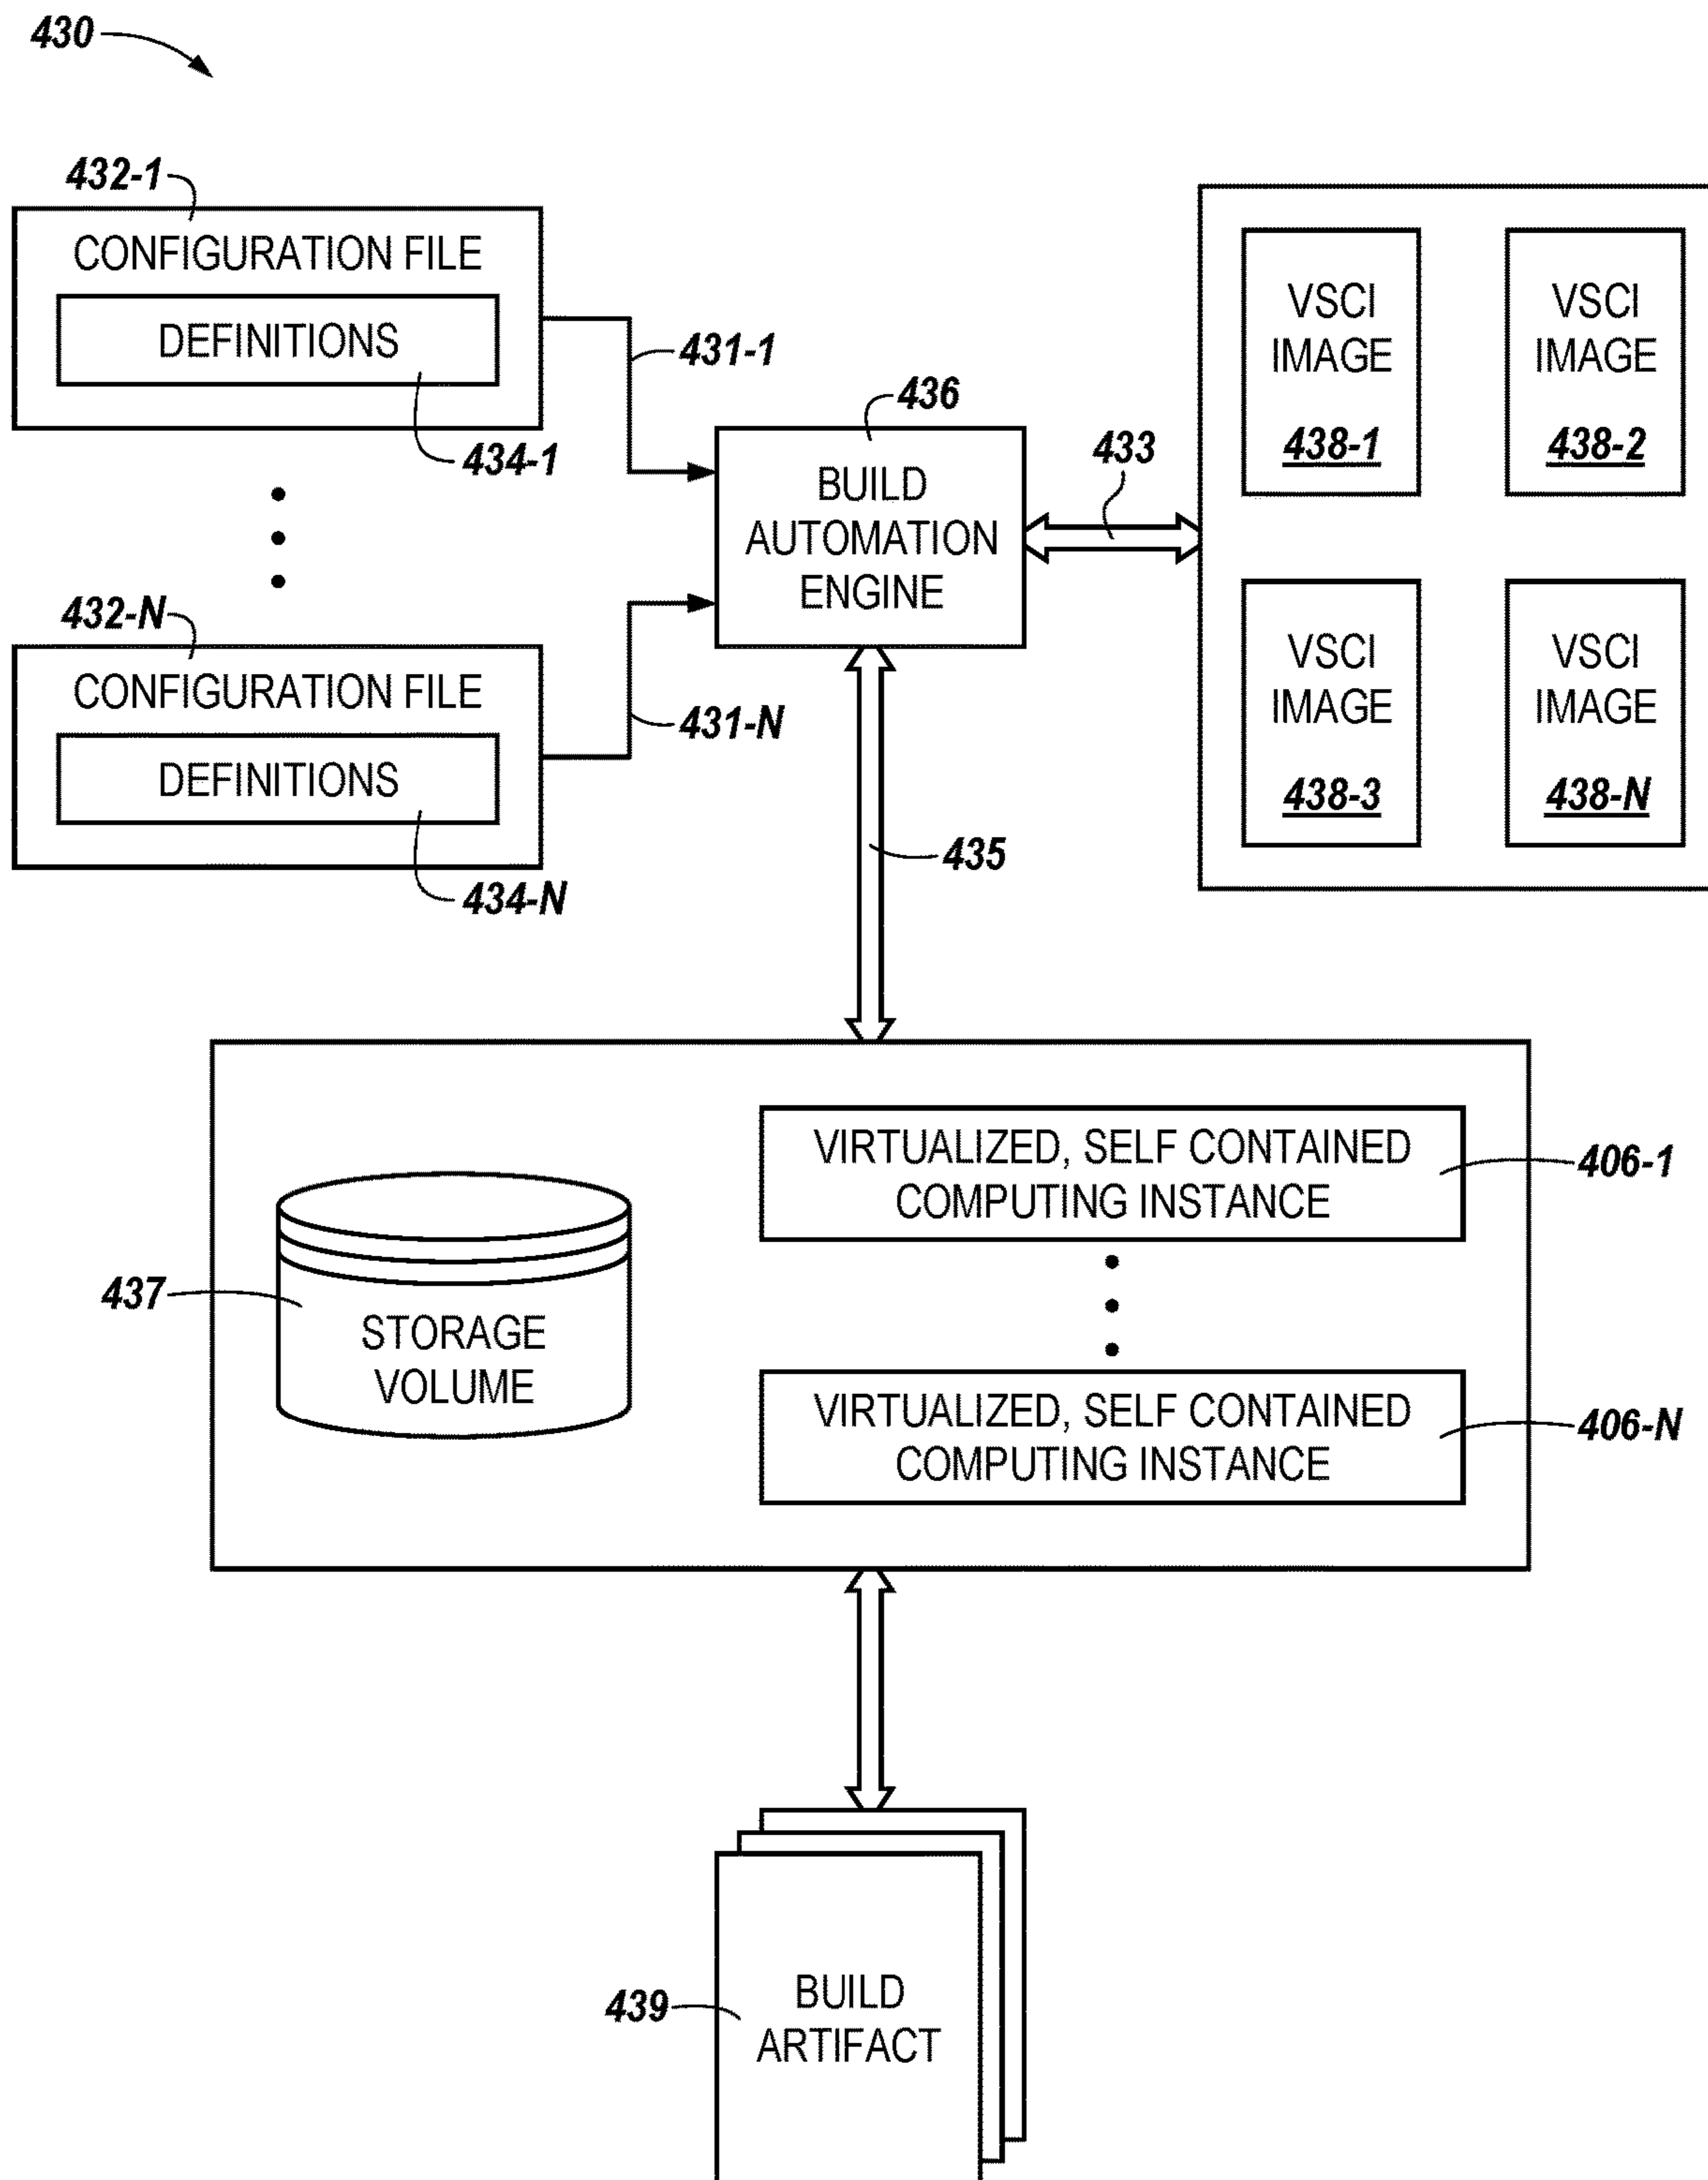 430
432-1
CONFIGURATION FILE
DEFINITIONS
434-1
431-1
432-N
CONFIGURATION FILE
DEFINITIONS
434-N
431-N
436
BUILD
AUTOMATION
ENGINE
433
VSCI
IMAGE
438-1
VSCI
IMAGE
438-2
VSCI
IMAGE
438-3
VSCI
IMAGE
438-N
435
437
STORAGE
VOLUME
VIRTUALIZED, SELF CONTAINED
COMPUTING INSTANCE
406-1
VIRTUALIZED, SELF CONTAINED
COMPUTING INSTANCE
406-N
439
BUILD
ARTIFACT